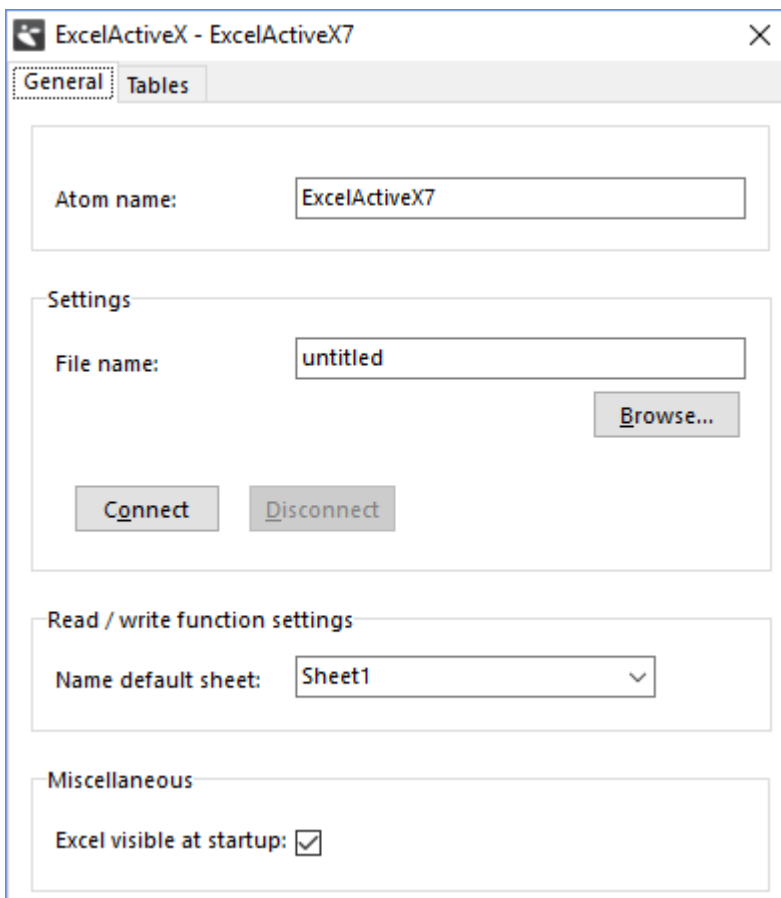 ExcelActiveX - ExcelActiveX7
General Tables
Atom name: ExcelActiveX7
Settings
File name: untitled
Browse...
Connect Disconnect
Read / write function settings
Name default sheet: Sheet1
Miscellaneous
Excel visible at startup: